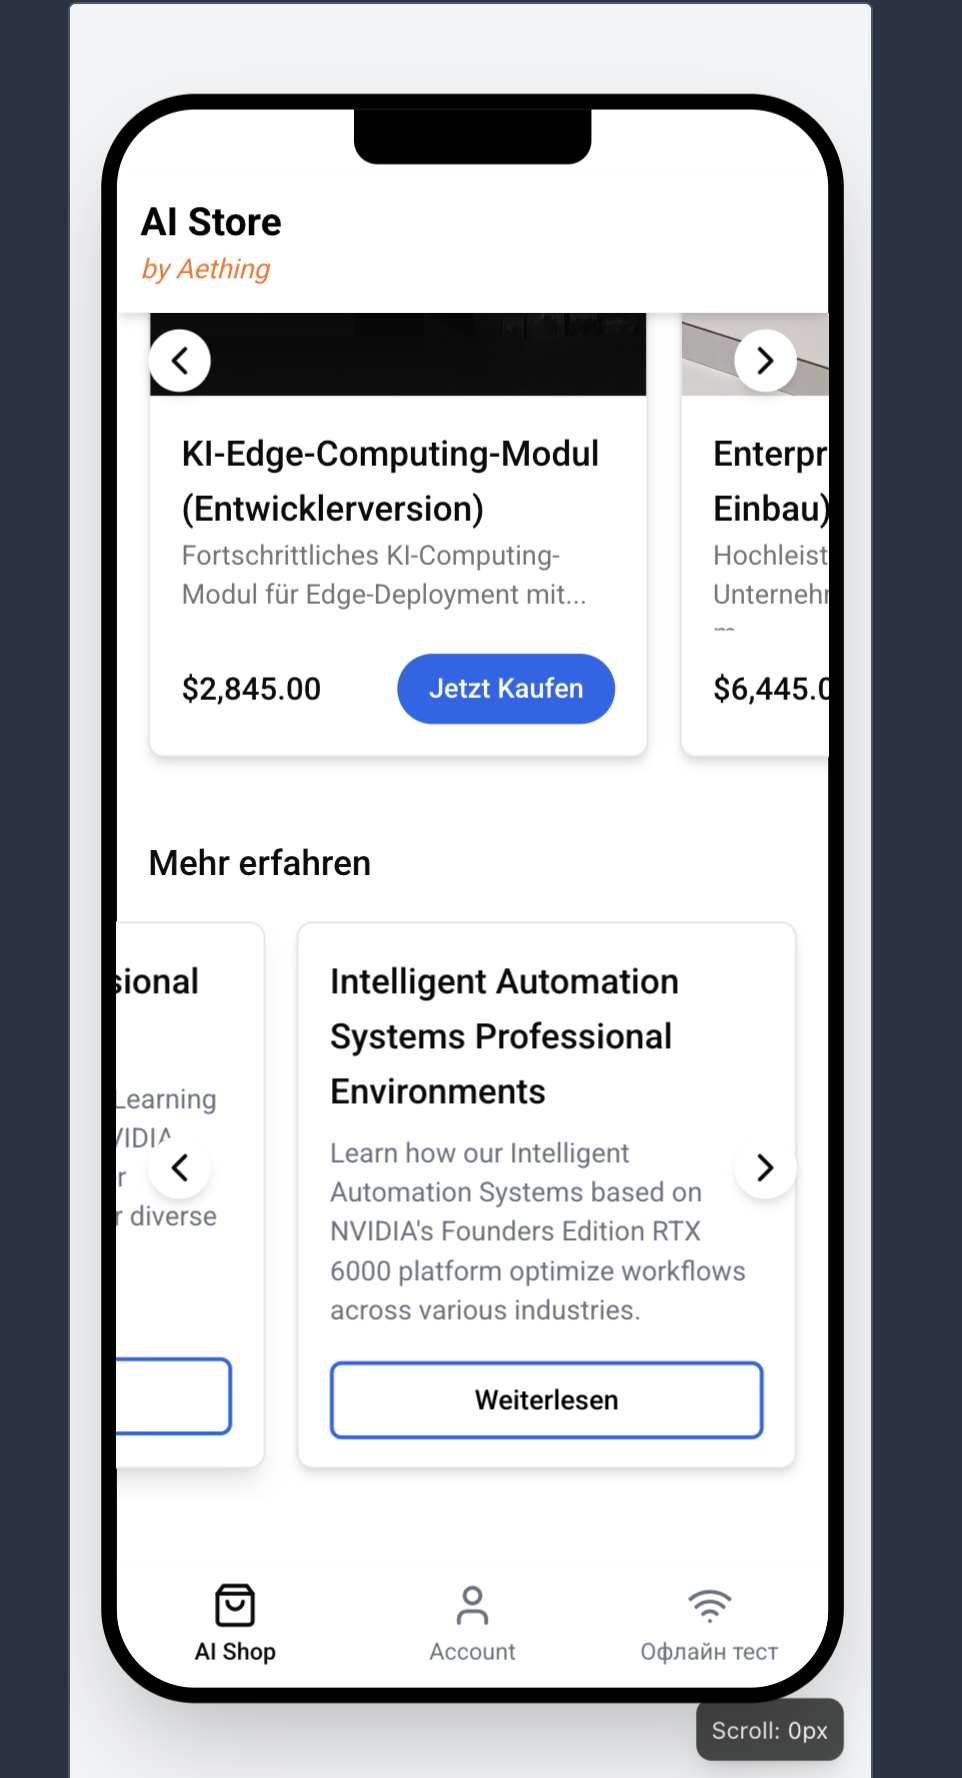 AI Store
by Aething
KI-Edge-Computing-Modul
(Entwicklerversion)
Fortschrittliches KI-Computing-
Modul für Edge-Deployment mit...
$2,845.00
Jetzt Kaufen
Enterpr
Einbau)
Hochleist
Unterneh
$6,445.0
Mehr erfahren
sional
Learning
VIDIA
r
r diverse
Intelligent Automation
Systems Professional
Environments
Learn how our Intelligent
Automation Systems based on
NVIDIA's Founders Edition RTX
6000 platform optimize workflows
across various industries.
Weiterlesen
AI Shop
Account
Офлайн тест
Scroll: 0px